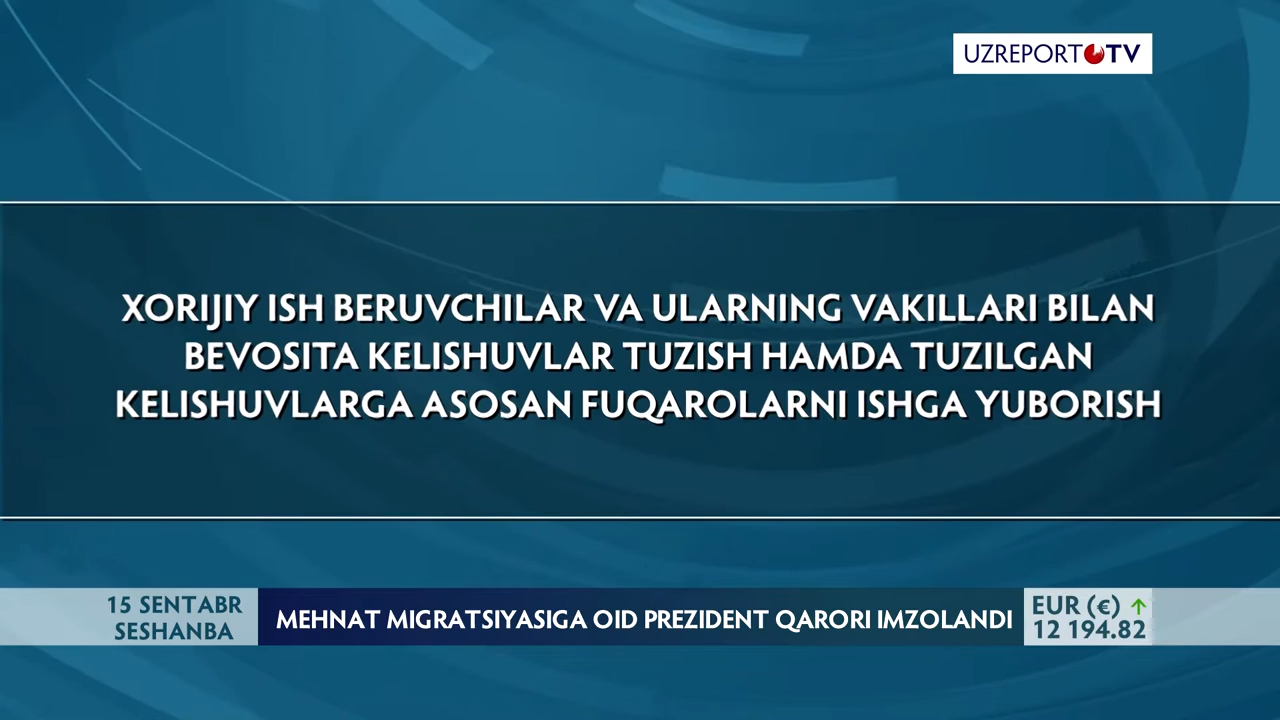 UZREPORT TV
XORIJIY ISH BERUVCHILAR VA ULARNING VAKILLARI BILAN
BEVOSITA KELISHUVLAR TUZISH HAMDA TUZILGAN
KELISHUVLARGA ASOSAN FUQAROLARNI ISHGA YUBORISH
15 SENTABR
SESHANBA
MEHNAT MIGRATSIYASIGA OID PREZIDENT QARORI IMZOLANDI
EUR (€) ↑
12 194.82